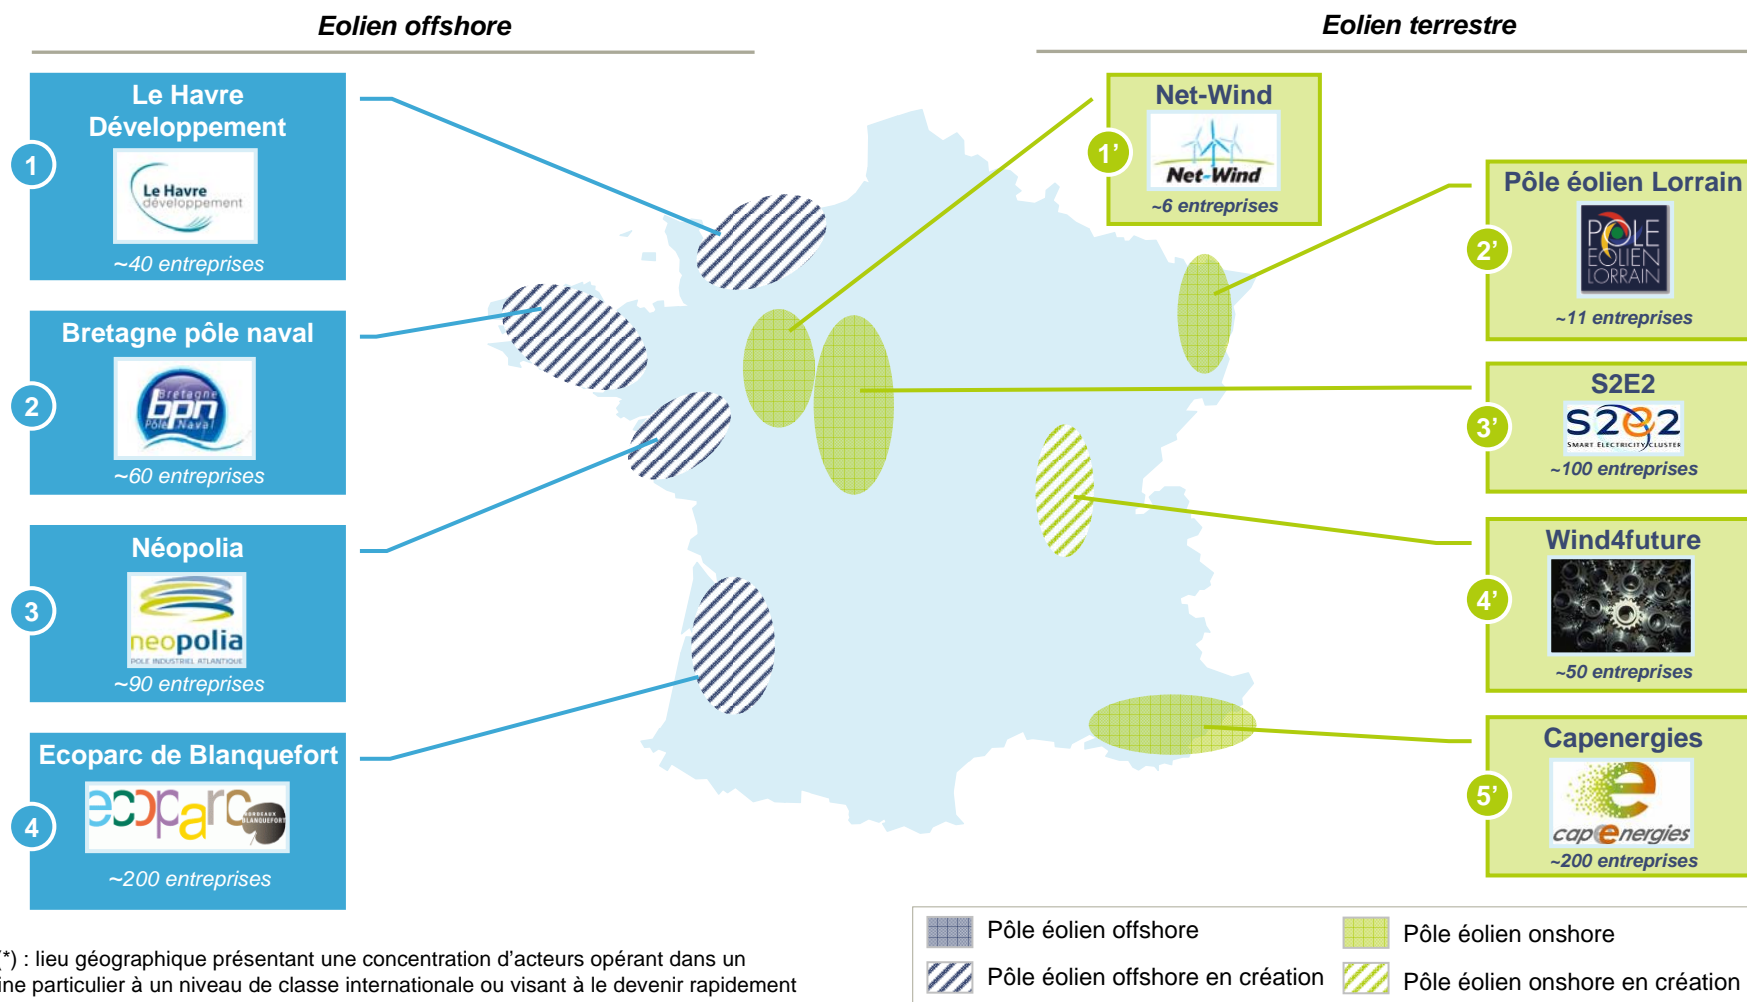 Eolien offshore
Eolien terrestre
Le Havre
Développement
1
Le Havre
développement
~40 entreprises
Bretagne pôle naval
2
Bretagne
bpn
Pôle Naval
~60 entreprises
Néopolia
3
neopolia
POLE INDUSTRIEL ATLANTIQUE
~90 entreprises
Ecoparc de Blanquefort
4
ecoparc
BORDEAUX
BLANQUEFORT
~200 entreprises
Net-Wind
1’
Net-Wind
~6 entreprises
Pôle éolien Lorrain
2’
PÔLE
EOLIEN
LORRAIN
~11 entreprises
S2E2
3’
S2e2
SMART ELECTRICITY CLUSTER
~100 entreprises
Wind4future
4’
~50 entreprises
Capenergies
5’
capenergies
~200 entreprises
Pôle éolien offshore
Pôle éolien onshore
Pôle éolien offshore en création
Pôle éolien onshore en création
(*) : lieu géographique présentant une concentration d’acteurs opérant dans un
ine particulier à un niveau de classe internationale ou visant à le devenir rapidement